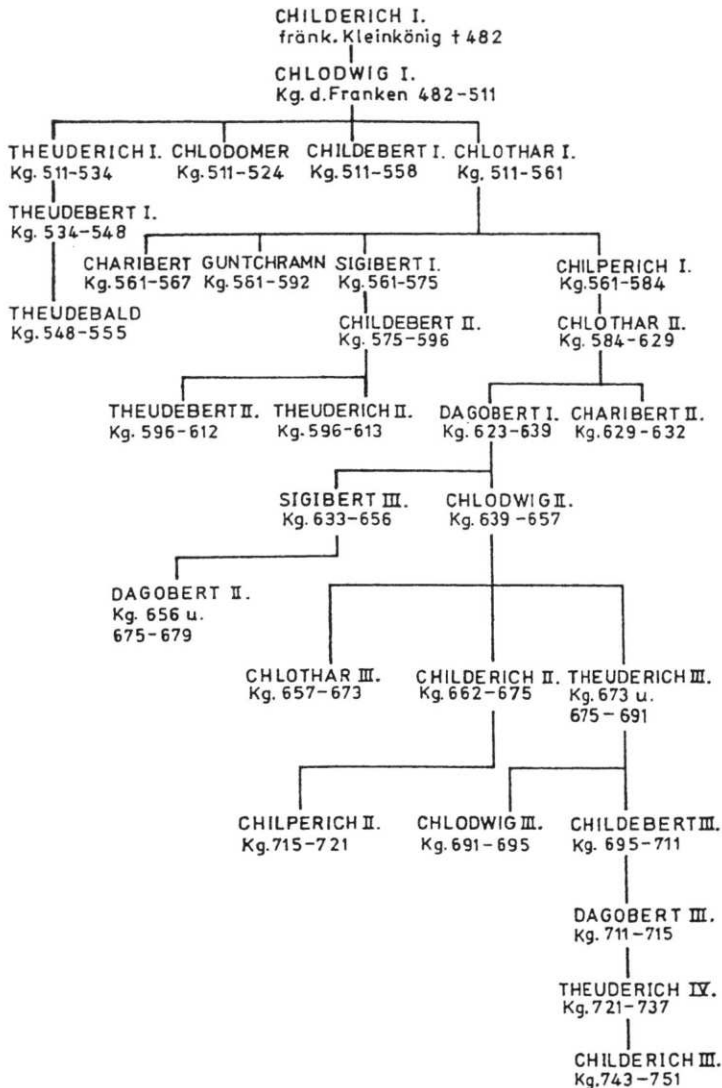 CHILDERICH I.
fränk. Kleinkönig † 482
CHLODWIG I.
Kg. d. Franken 482-511
THEUDERICH I. CHLODOMER CHILDEBERT I. CHLOTHAR I.
Kg. 511-534 Kg. 511-524 Kg. 511-558 Kg. 511-561
THEUDEBERT I.
Kg. 534-548
CHARIBERT GUNTCHRAMN SIGIBERT I. CHILPERICH I.
Kg. 561-567 Kg. 561-592 Kg. 561-575 Kg. 561-584
THEUDEBALD
Kg. 548-555
CHILDEBERT II. CHLOTHAR II.
Kg. 575-596 Kg. 584-629
THEUDEBERT II. THEUDERICH II. DAGOBERT I. CHARIBERT II.
Kg. 596-612 Kg. 596-613 Kg. 623-639 Kg. 629-632
SIGIBERT III. CHLODWIG II.
Kg. 633-656 Kg. 639-657
DAGOBERT II.
Kg. 656 u.
675-679
CHLOTHAR III. CHILDERICH II. THEUDERICH III.
Kg. 657-673 Kg. 662-675 Kg. 673 u.
675-691
CHILPERICH II. CHLODWIG III. CHILDEBERT III.
Kg. 715-721 Kg. 691-695 Kg. 695-711
DAGOBERT III.
Kg. 711-715
THEUDERICH IV.
Kg. 721-737
CHILDERICH III.
Kg. 743-751